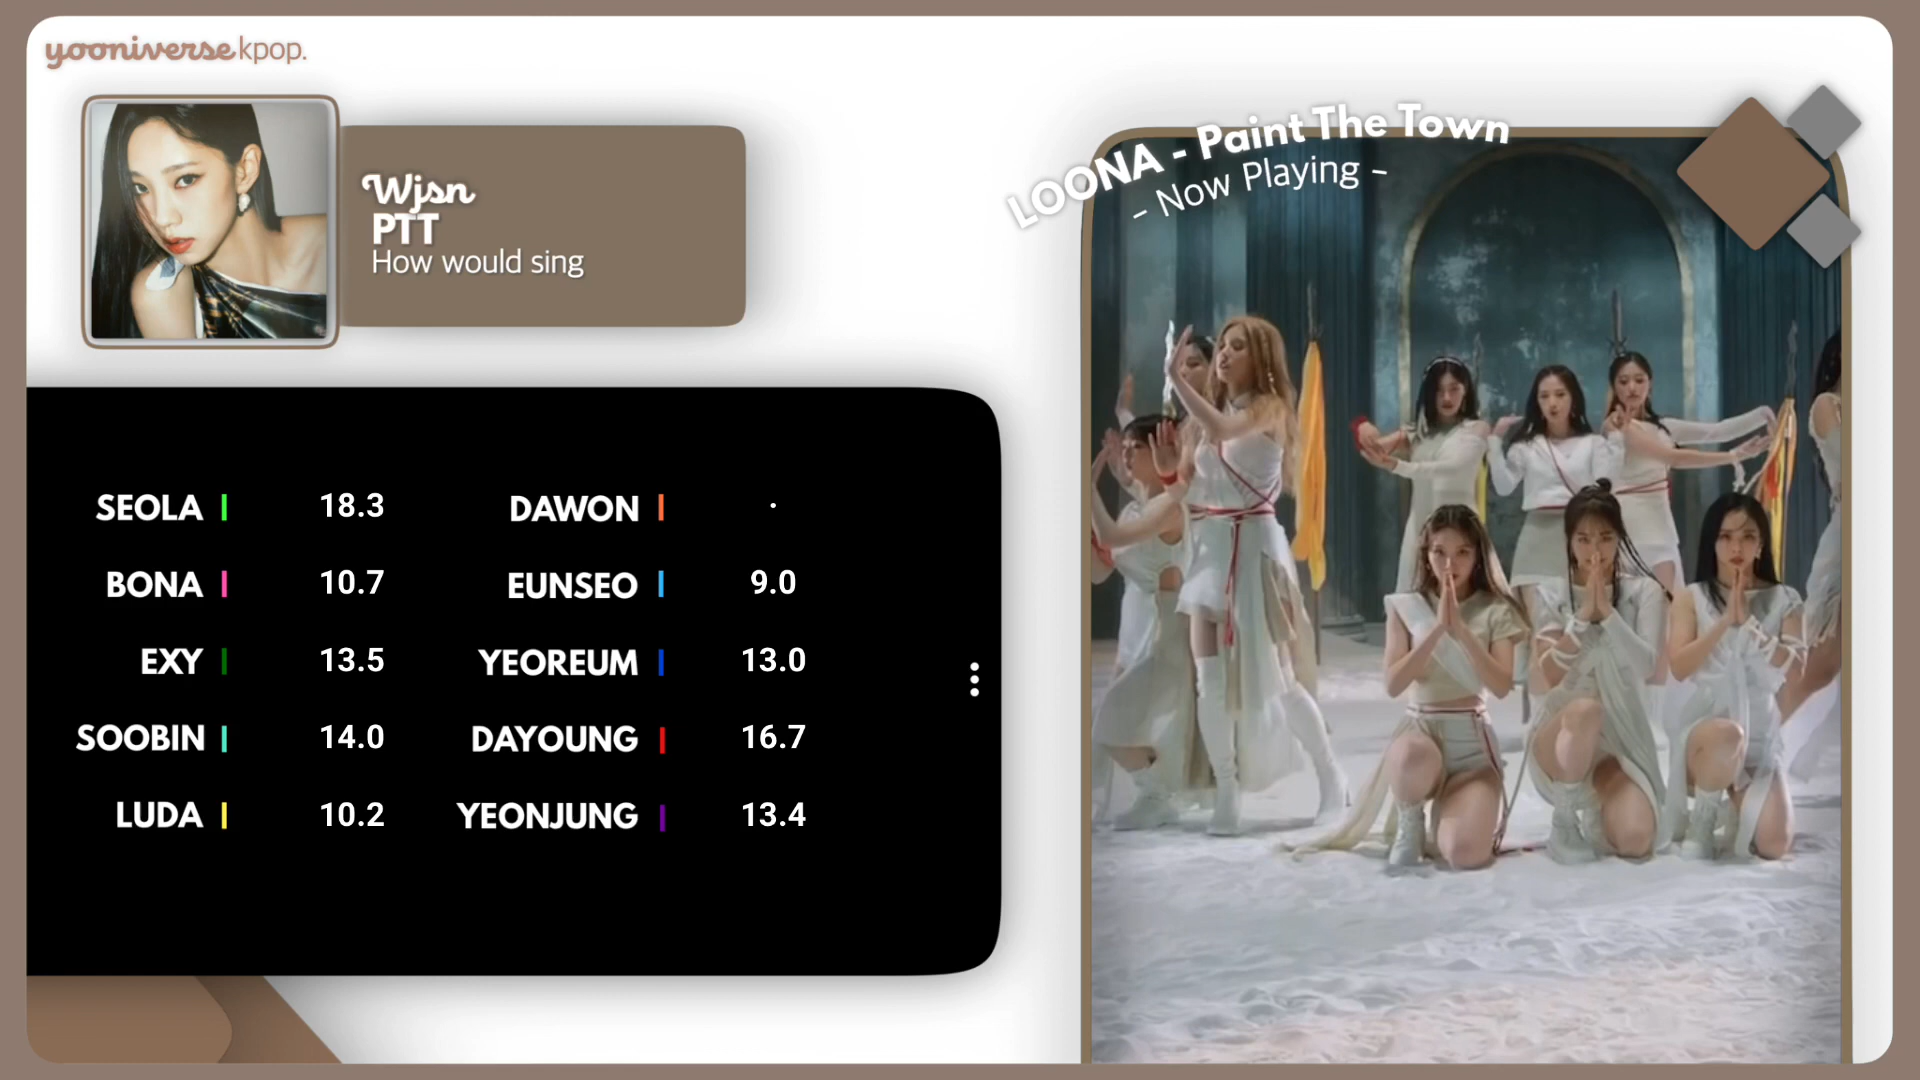 yooniverse kpop.
Wjsn
PTT
How would sing
LOONA - Paint The Town
- Now Playing -
SEOLA 18.3
DAWON .
BONA 10.7
EUNSEO 9.0
EXY 13.5
YEOREUM 13.0
SOOBIN 14.0
DAYOUNG 16.7
LUDA 10.2
YEONJUNG 13.4